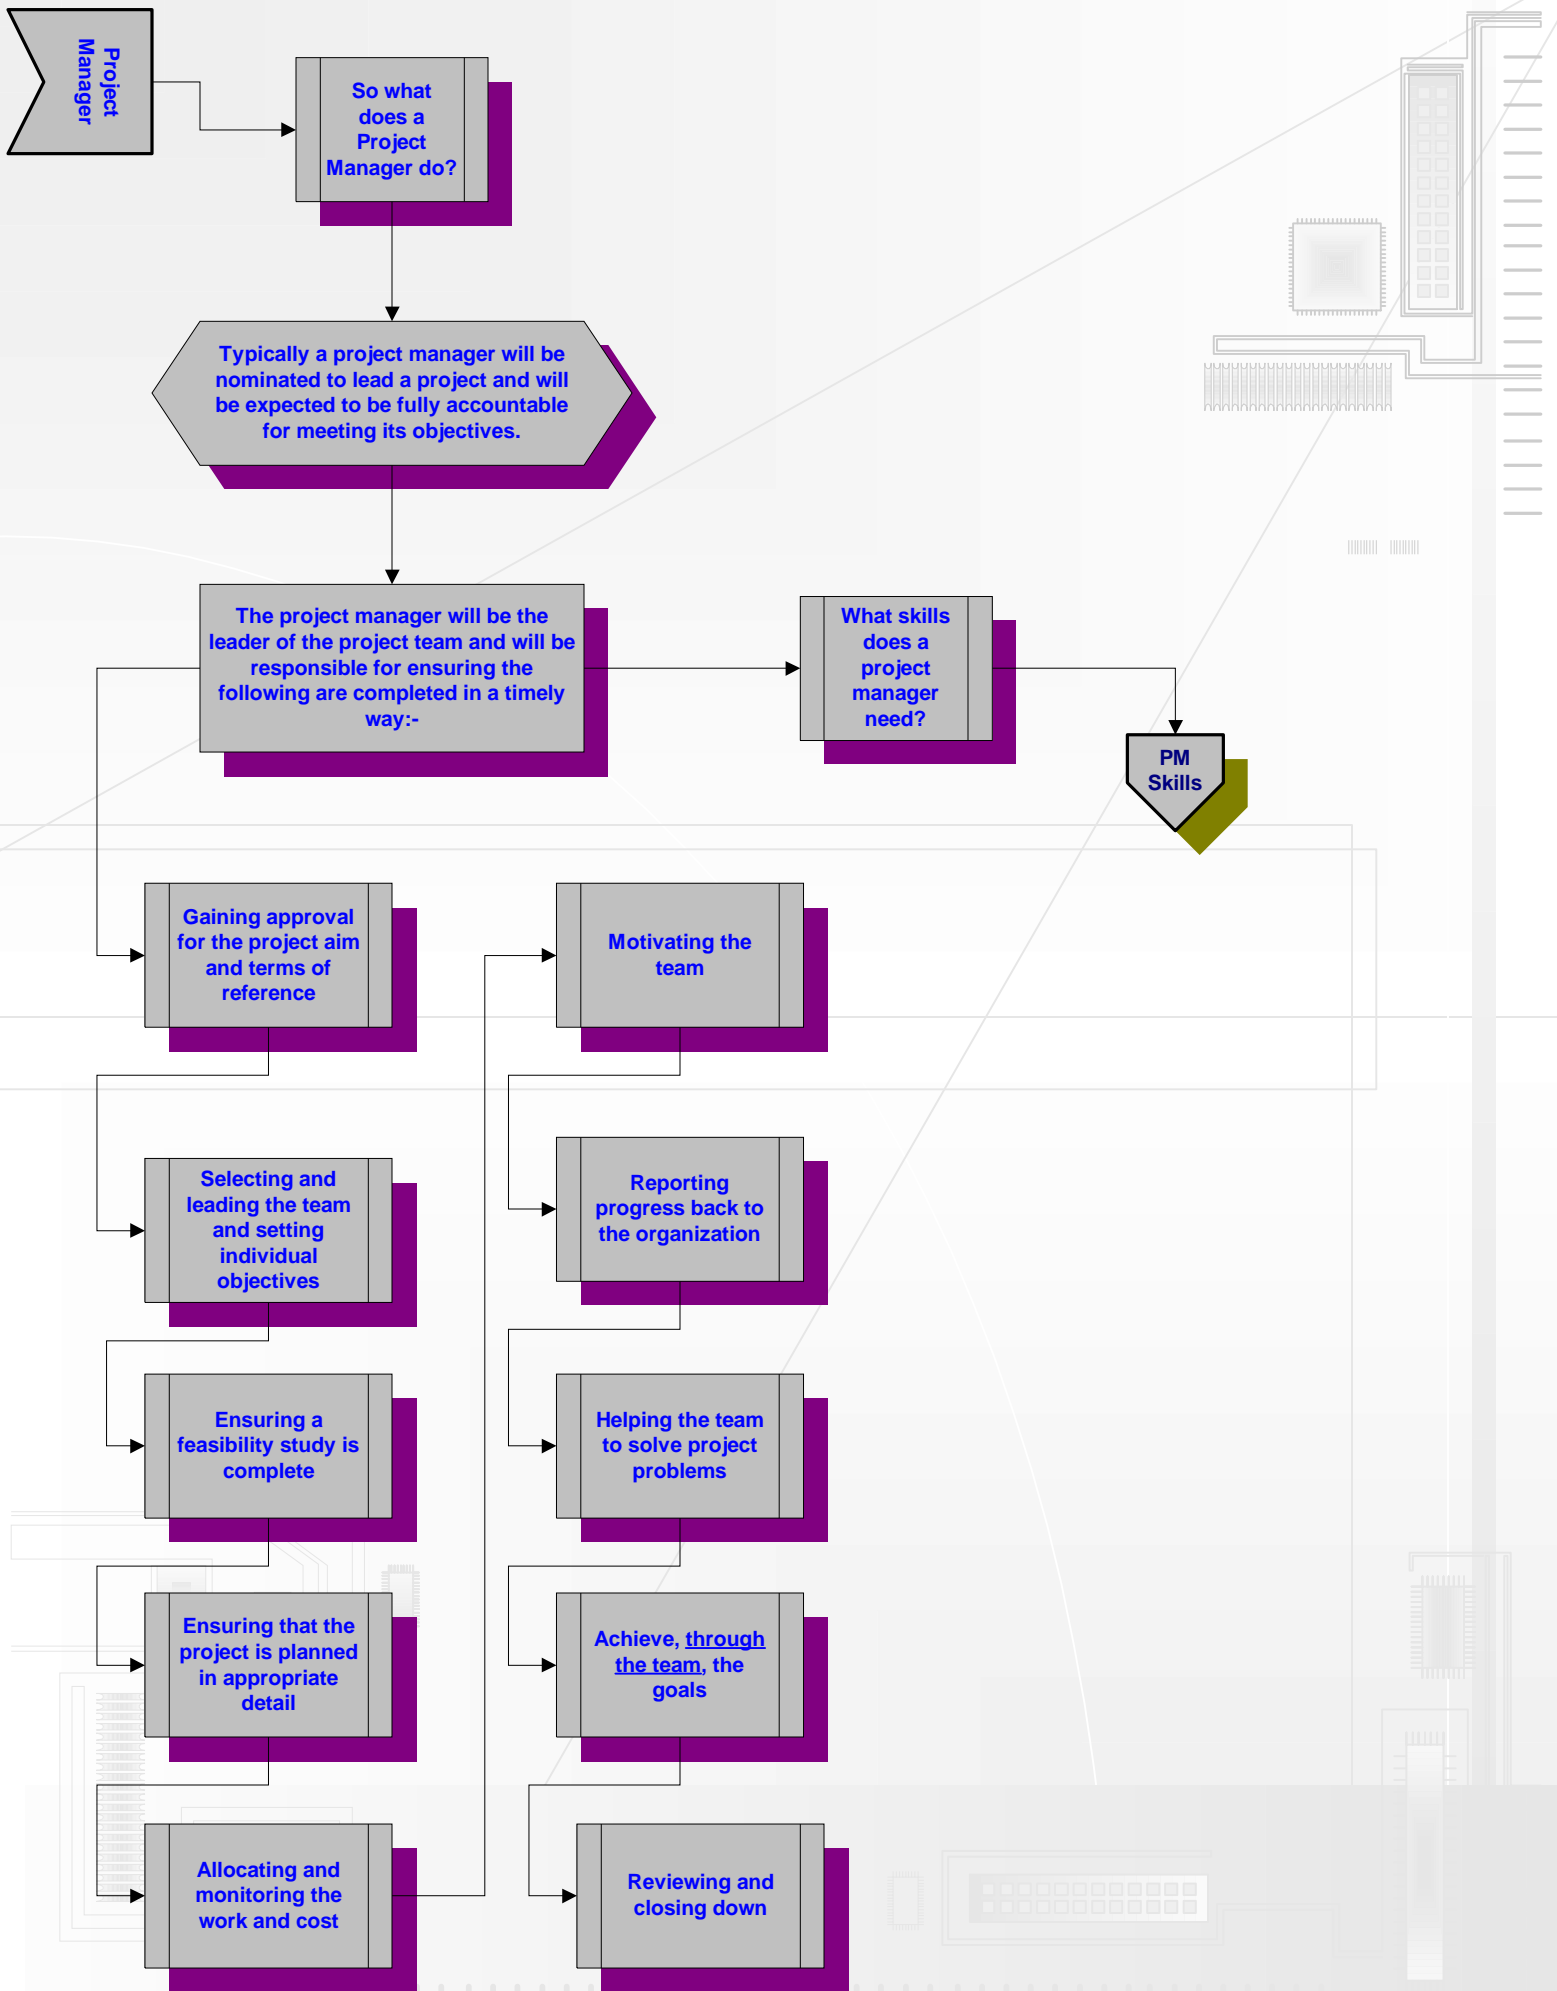 Project
Manager
So what
does a
Project
Manager do?
Typically a project manager will be
nominated to lead a project and will
be expected to be fully accountable
for meeting its objectives.
The project manager will be the
leader of the project team and will be
responsible for ensuring the
following are completed in a timely
way:-
What skills
does a
project
manager
need?
PM
Skills
Gaining approval
for the project aim
and terms of
reference
Selecting and
leading the team
and setting
individual
objectives
Ensuring a
feasibility study is
complete
Ensuring that the
project is planned
in appropriate
detail
Allocating and
monitoring the
work and cost
Motivating the
team
Reporting
progress back to
the organization
Helping the team
to solve project
problems
Achieve, through
the team, the
goals
Reviewing and
closing down